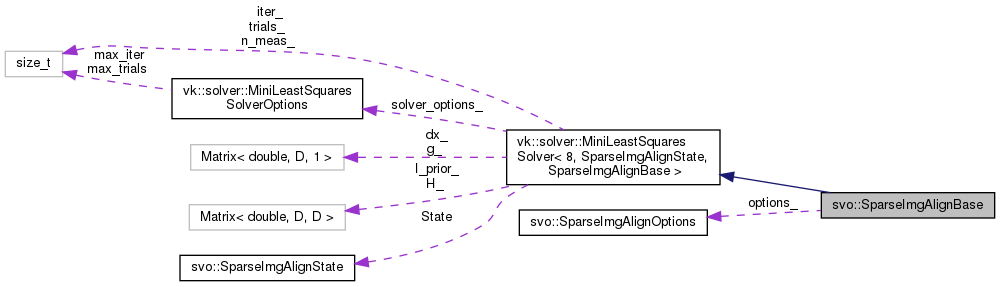 iter_
trials_
n_meas_
size_t
max_iter
max_trials
vk::solver::MiniLeastSquares
SolverOptions
solver_options_
dx_
g_
Matrix< double, D, 1 >
vk::solver::MiniLeastSquares
Solver< 8, SparseImgAlignState,
SparseImgAlignBase >
I_prior_
H_
Matrix< double, D, D >
State
svo::SparseImgAlignState
options_
svo::SparseImgAlignOptions
svo::SparseImgAlignBase